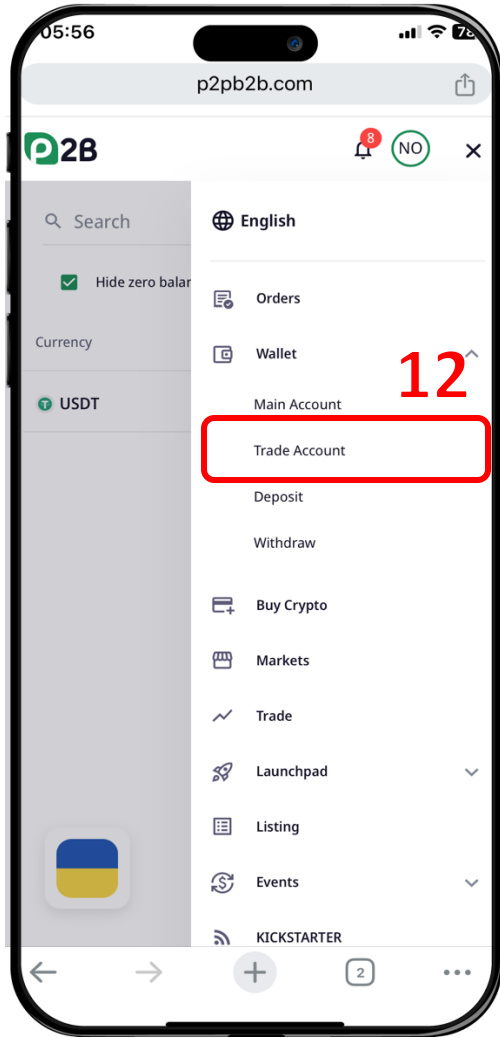 05:56
78
p2pb2b.com
P2B
8
NO
Search
English
Hide zero balar
Orders
Currency
Wallet
12
USDT
Main Account
Trade Account
Deposit
Withdraw
Buy Crypto
Markets
Trade
Launchpad
Listing
Events
KICKSTARTER
2